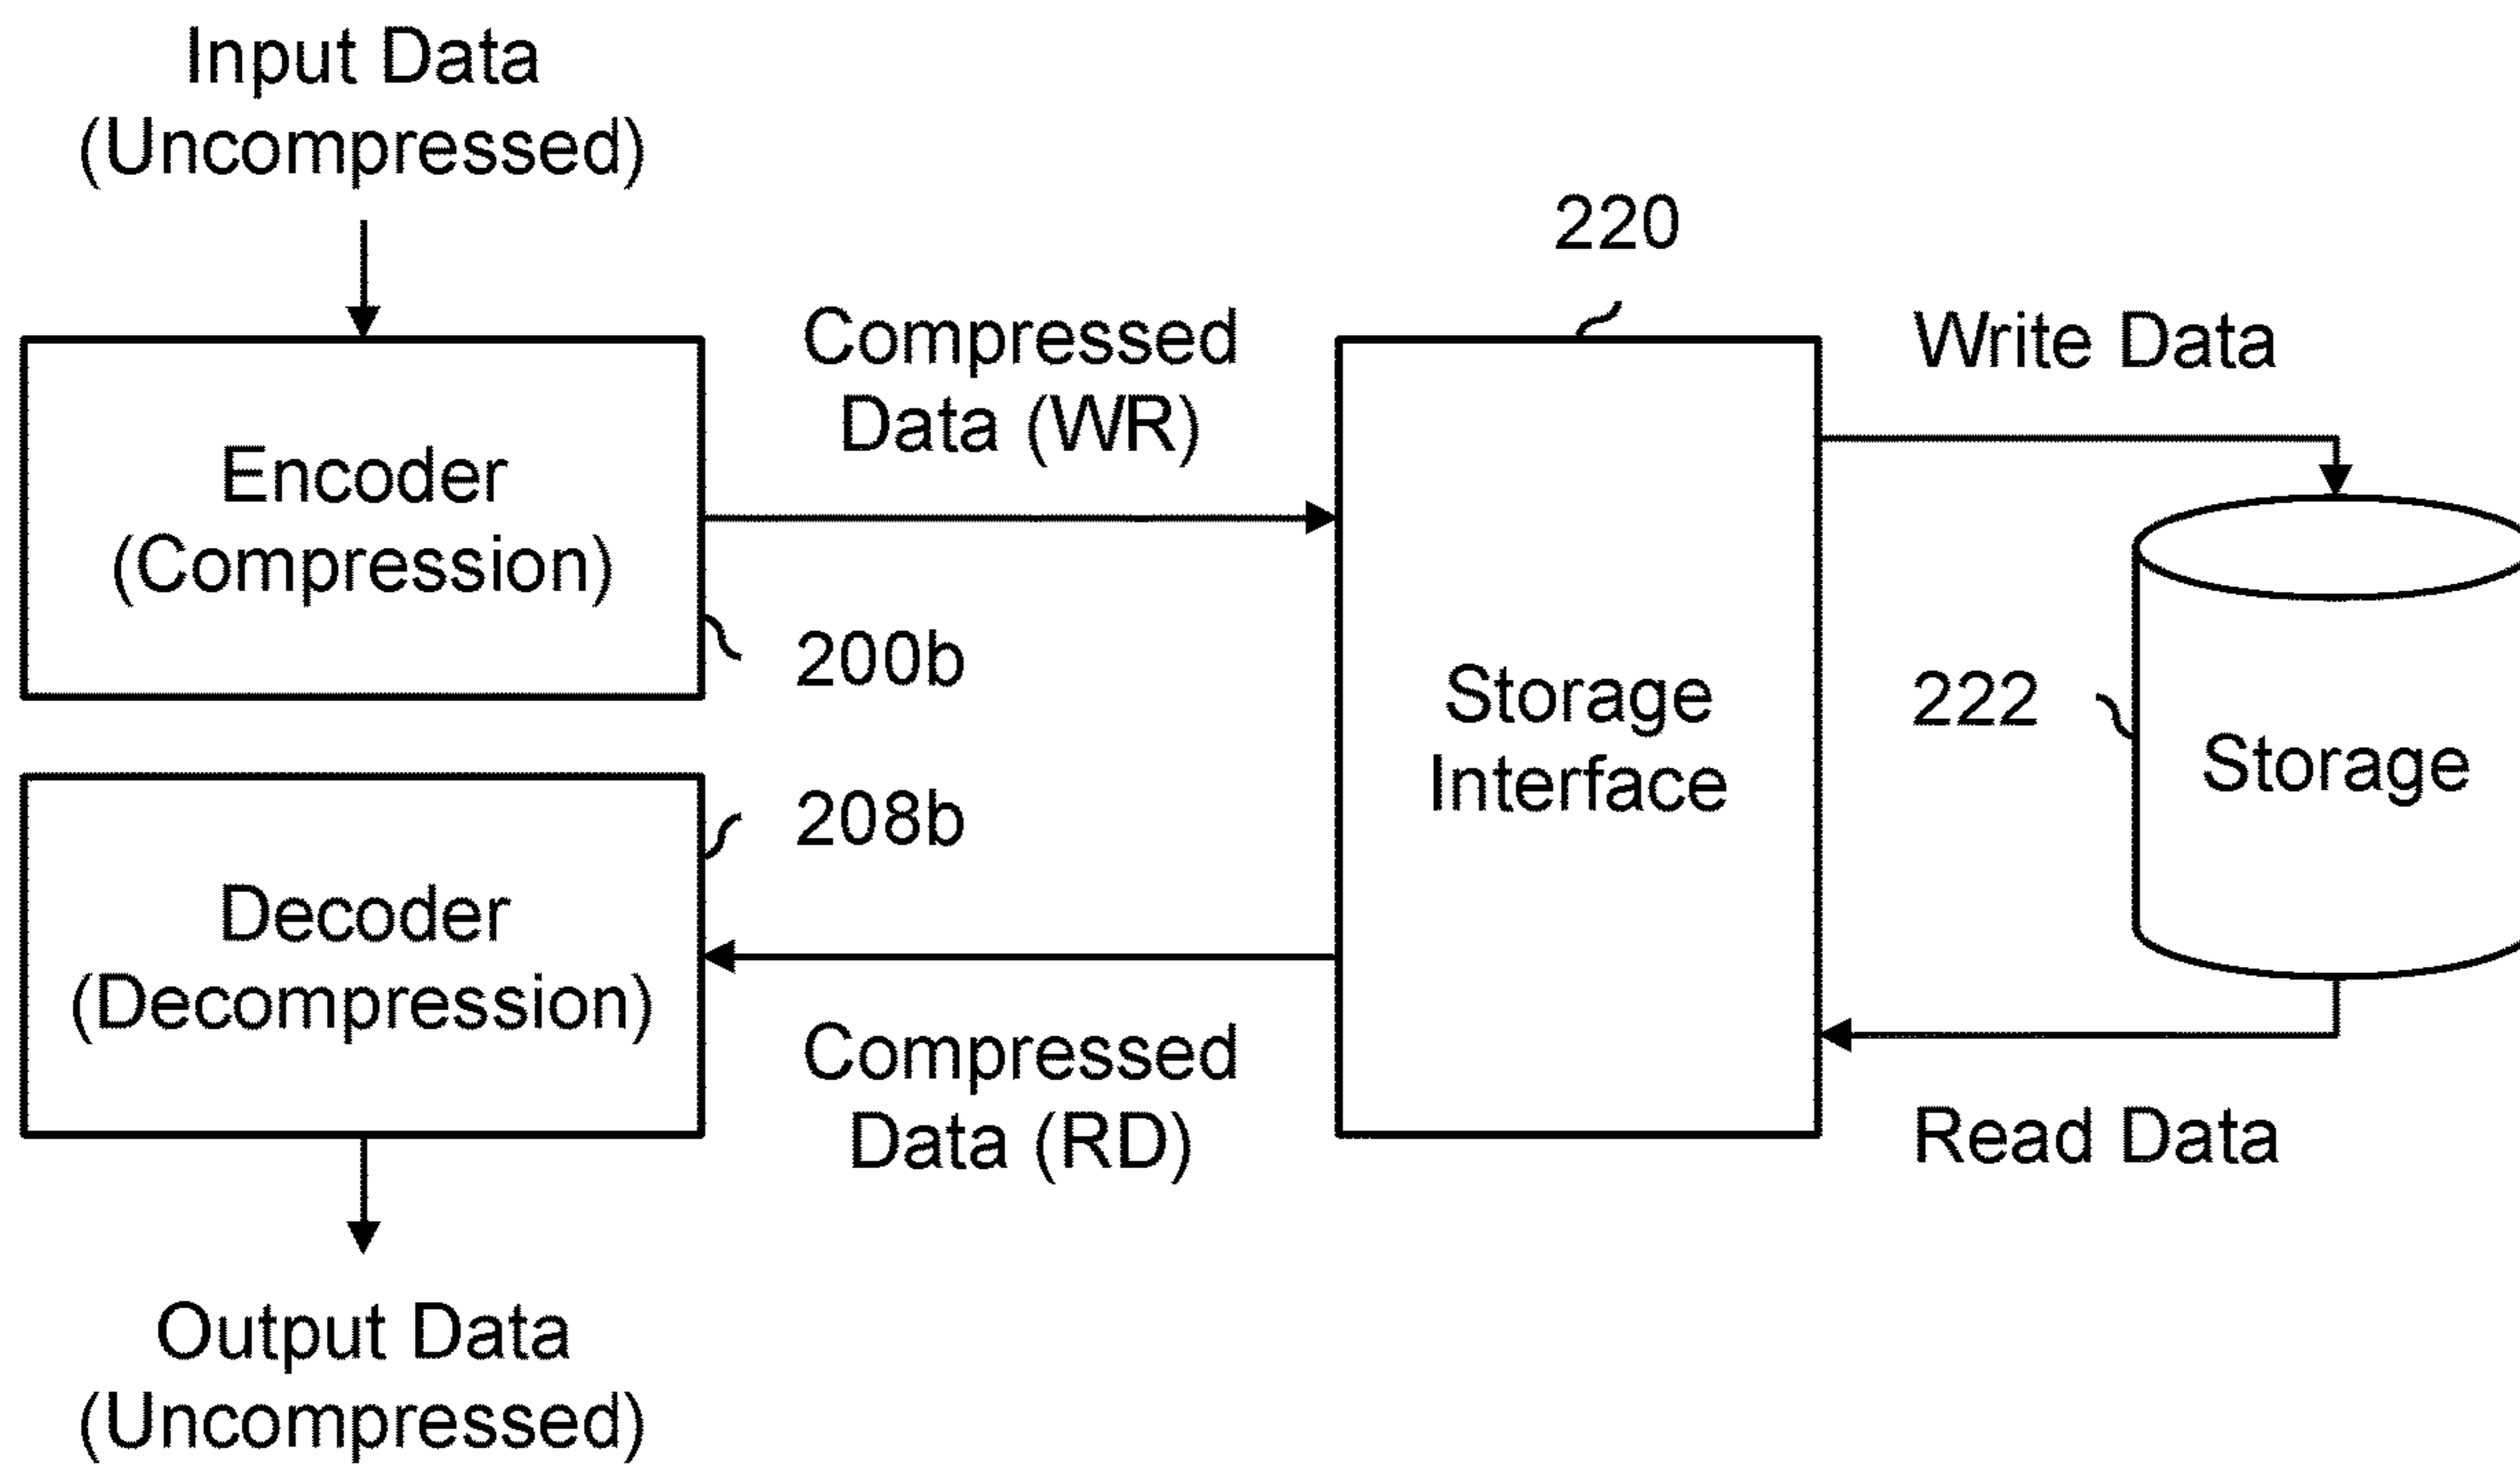 Input Data
(Uncompressed)
220
Compressed
Data (WR)
Write Data
Encoder
(Compression)
200b
Storage
Interface
222
Storage
208b
Decoder
(Decompression)
Compressed
Data (RD)
Read Data
Output Data
(Uncompressed)